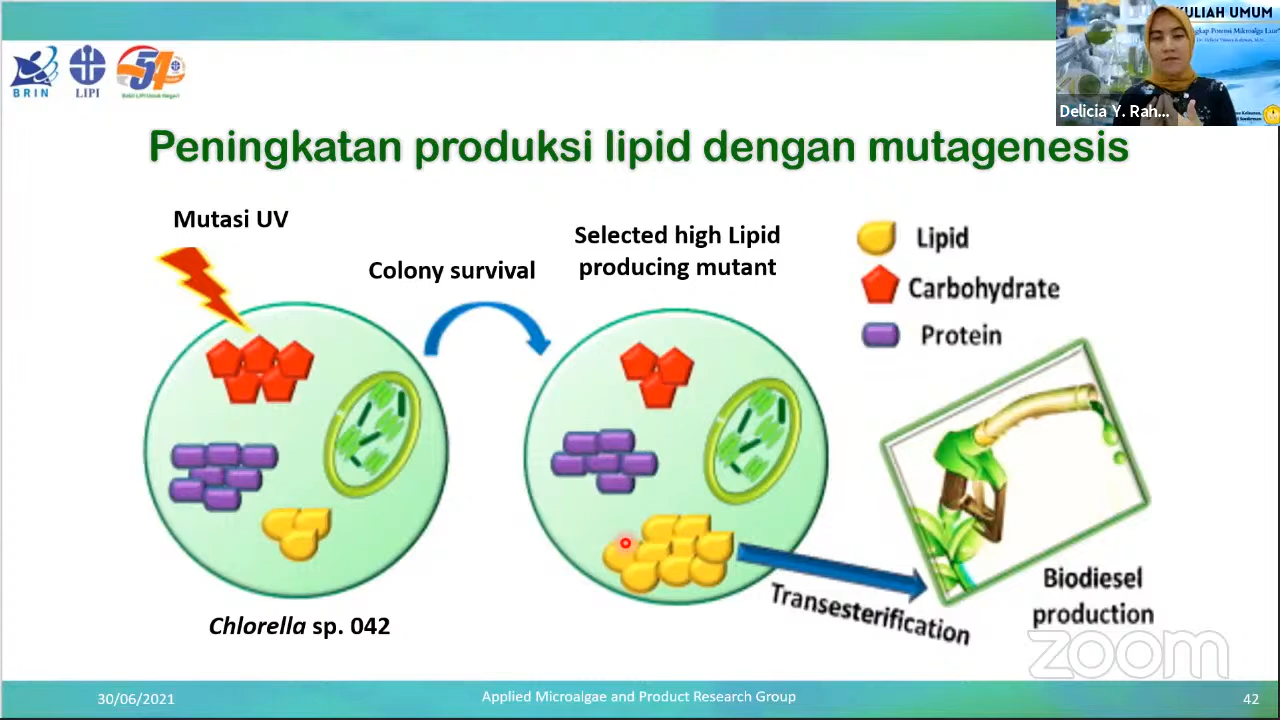 KULIAH UMUM
Delicia Y. Rah...
BRIN
LIPI
Peningkatan produksi lipid dengan mutagenesis
Mutasi UV
Colony survival
Selected high Lipid
producing mutant
Lipid
Carbohydrate
Protein
Chlorella sp. 042
Transesterification
Biodiesel
production
zoom
30/06/2021
Applied Microalgae and Product Research Group
42